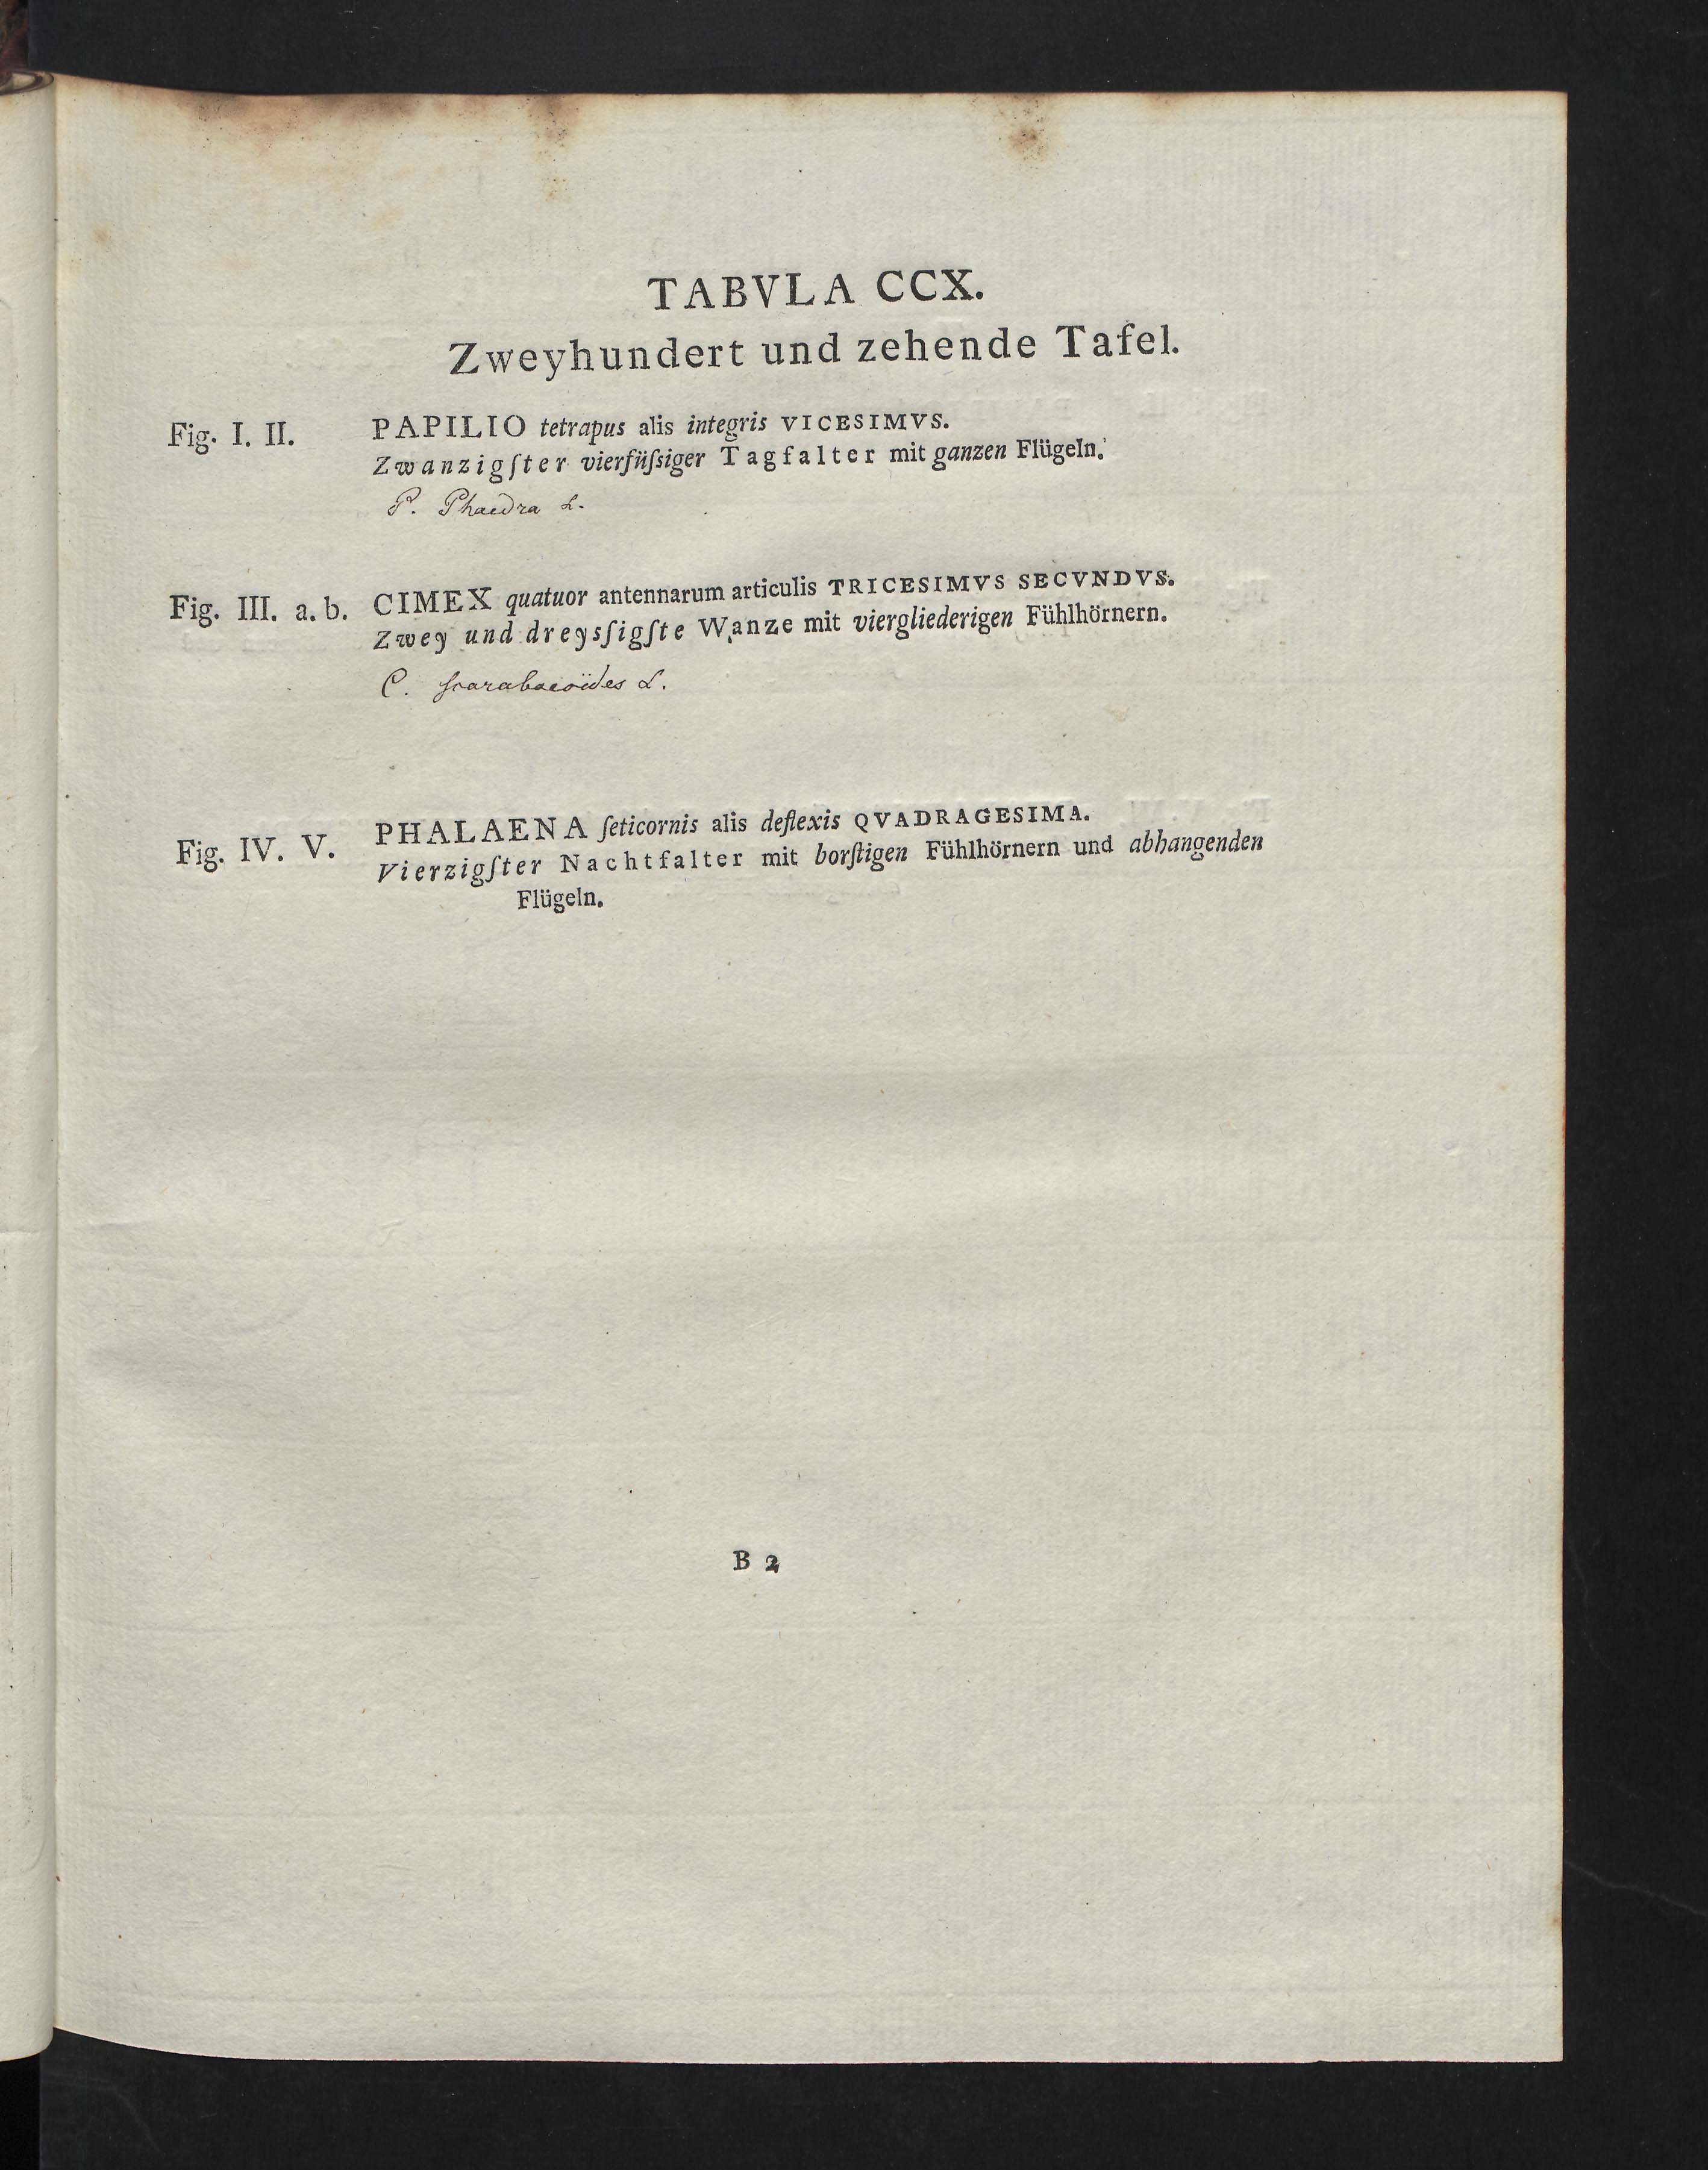 TABVLA CCX.
Zweyhundert und zehende Tafel.
Fig. I. II. PAPILIO tetrapus alis integris VICESIMVS.
Zwanzigſter vierfüſsiger Tagfalter mit ganzen Flügeln.
P. Phaedra L.
Fig. III. a. b. CIMEX quatuor antennarum articulis TRICESIMVS SECVNDVS.
Zwey und dreysſigſte Wanze mit viergliederigen Fühlhörnern.
C. ſcarabaeoïdes L.
Fig. IV. V. PHALAENA ſeticornis alis deflexis QVADRAGESIMA.
Vierzigſter Nachtfalter mit borſtigen Fühlhörnern und abhangenden
Flügeln.
B 2